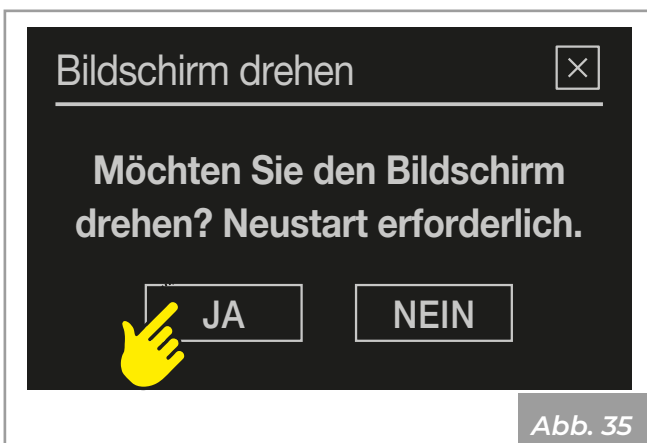 Bildschirm drehen
Möchten Sie den Bildschirm
drehen? Neustart erforderlich.
JA
NEIN
Abb. 35